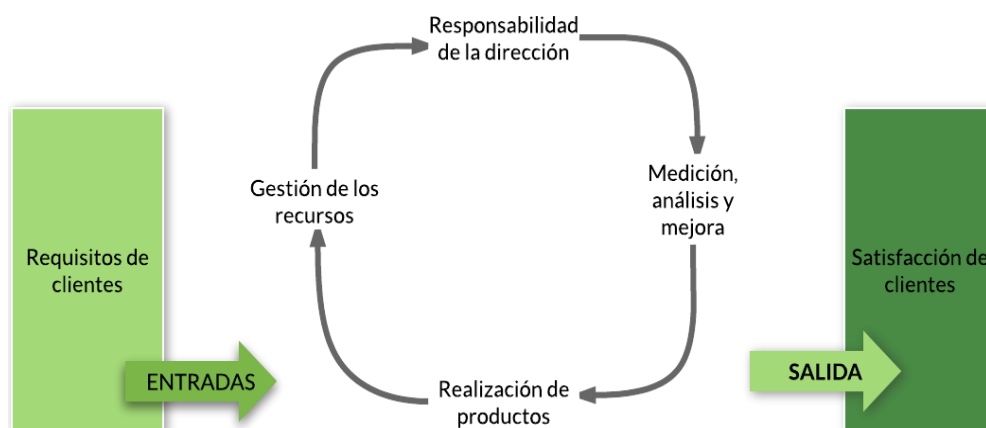 Responsabilidad
de la dirección
Gestión de los
recursos
Medición,
análisis y
mejora
Requisitos de
clientes
Satisfacción de
clientes
ENTRADAS
SALIDA
Realización de
productos